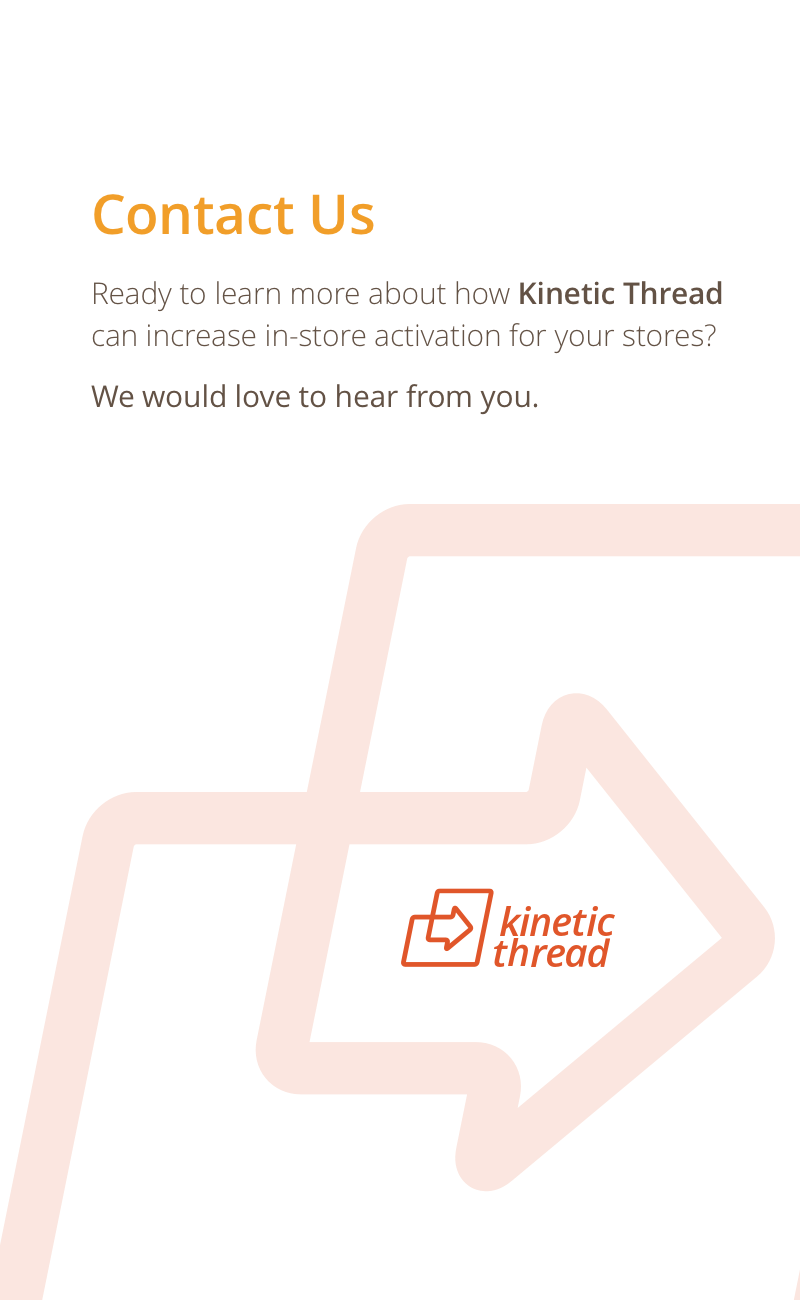 Contact Us
Ready to learn more about how Kinetic Thread
can increase in-store activation for your stores?
We would love to hear from you.
kinetic
thread